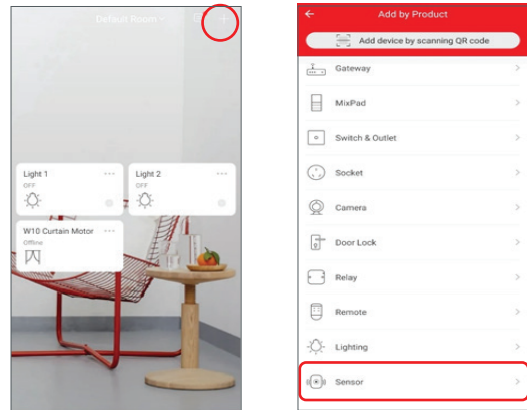 Default Room
Light 1
OFF
Light 2
OFF
W10 Curtain Motor
Offline
Add by Product
Add device by scanning QR code
Gateway
MixPad
Switch & Outlet
Socket
Camera
Door Lock
Relay
Remote
Lighting
Sensor